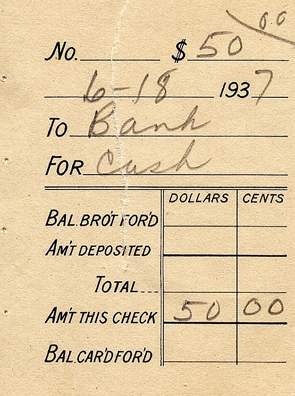 No. $ 50 00
6-18 1937
To Bank
For Cash
DOLLARS CENTS
BAL. BRO'T FOR'D
AM'T DEPOSITED
TOTAL
AM'T THIS CHECK 50 00
BAL. CAR'D FOR'D